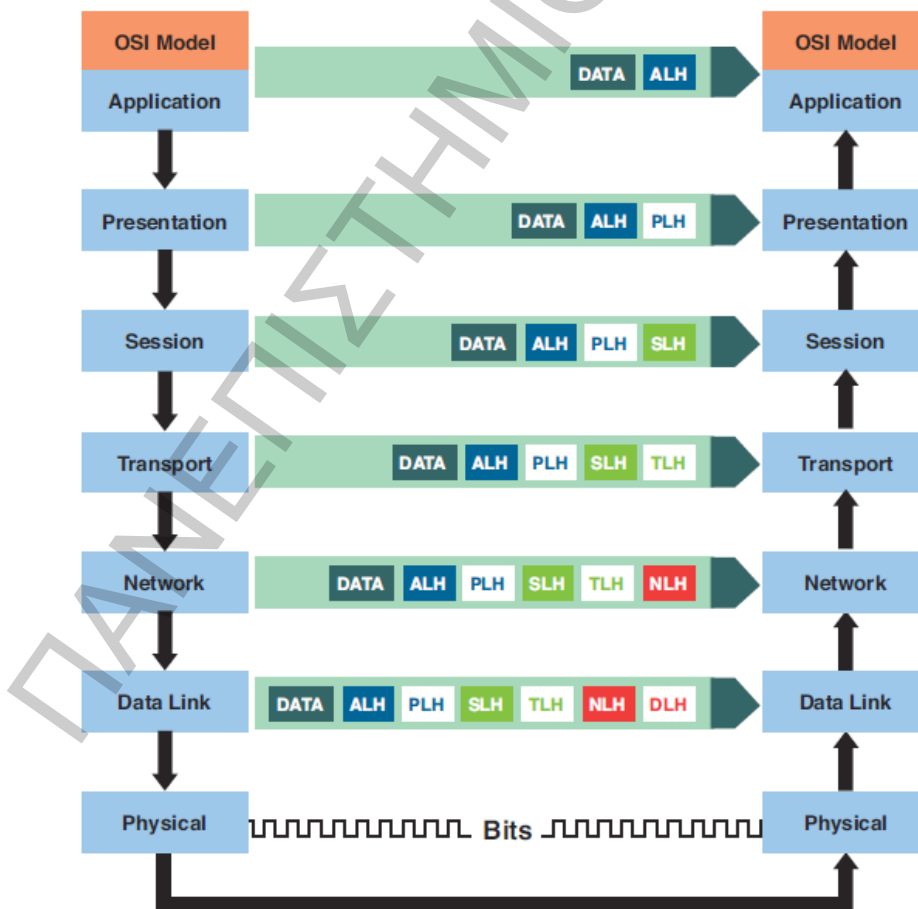 OSI Model
OSI Model
DATA ALH
Application
Application
Presentation
DATA ALH PLH
Presentation
Session
DATA ALH PLH SLH
Session
Transport
DATA ALH PLH SLH TLH
Transport
Network
DATA ALH PLH SLH TLH NLH
Network
Data Link
DATA ALH PLH SLH TLH NLH DLH
Data Link
Physical
Bits
Physical
ΠΑΝΕΠΙΣΤΗΜΙΟ